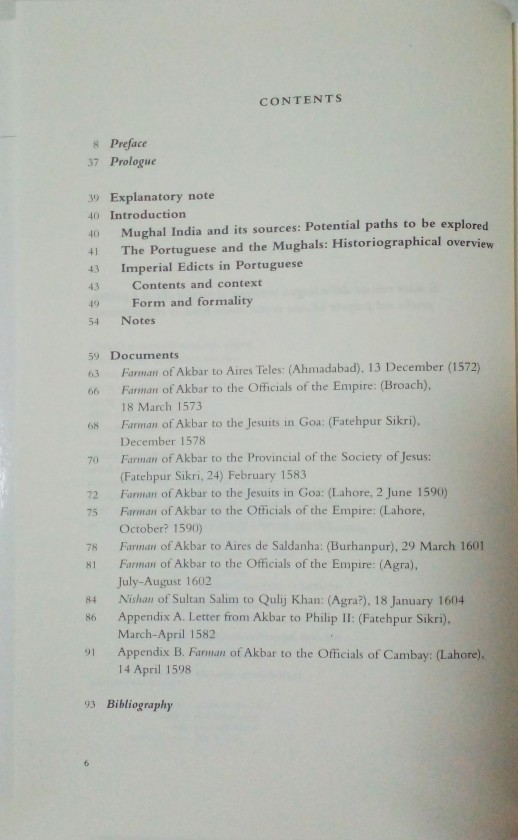 CONTENTS
8 Preface
37 Prologue
39 Explanatory note
40 Introduction
40 Mughal India and its sources: Potential paths to be explored
41 The Portuguese and the Mughals: Historiographical overview
43 Imperial Edicts in Portuguese
43 Contents and context
49 Form and formality
54 Notes
59 Documents
63 Farman of Akbar to Aires Teles: (Ahmadabad), 13 December (1572)
66 Farman of Akbar to the Officials of the Empire: (Broach),
18 March 1573
68 Farman of Akbar to the Jesuits in Goa: (Fatehpur Sikri),
December 1578
70 Farman of Akbar to the Provincial of the Society of Jesus:
(Fatehpur Sikri, 24) February 1583
72 Farman of Akbar to the Jesuits in Goa: (Lahore, 2 June 1590)
75 Farman of Akbar to the Officials of the Empire: (Lahore,
October? 1590)
78 Farman of Akbar to Aires de Saldanha: (Burhanpur), 29 March 1601
81 Farman of Akbar to the Officials of the Empire: (Agra),
July-August 1602
84 Nishan of Sultan Salim to Qulij Khan: (Agra?), 18 January 1604
86 Appendix A. Letter from Akbar to Philip II: (Fatehpur Sikri),
March-April 1582
91 Appendix B. Farman of Akbar to the Officials of Cambay: (Lahore),
14 April 1598
93 Bibliography
6